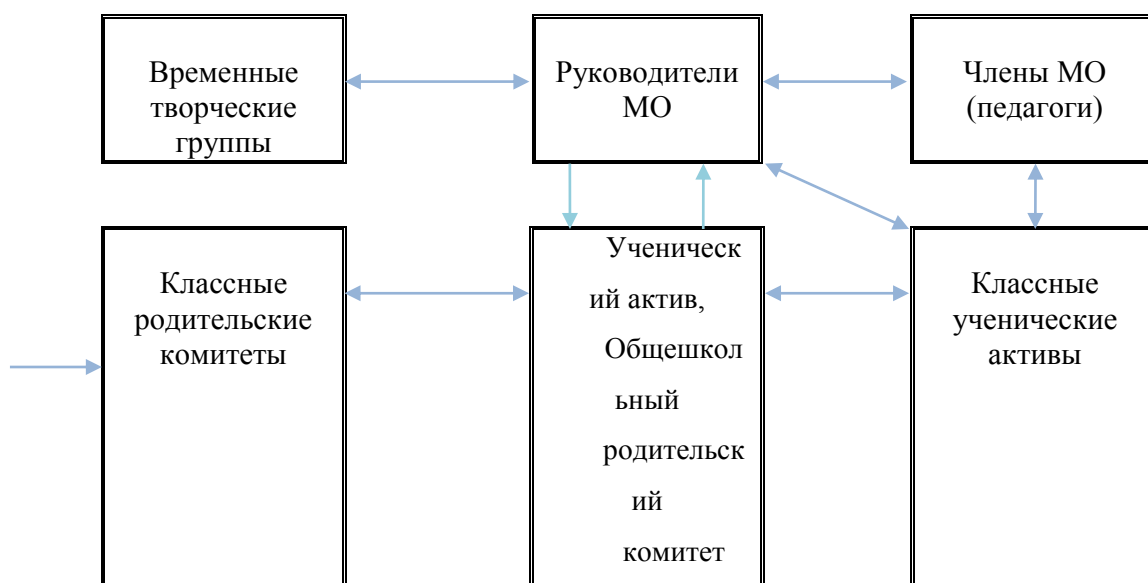 Временные
творческие
группы
Руководители
МО
Члены МО
(педагоги)
Классные
родительские
комитеты
Ученическ
ий актив,
Общешкол
ьный
родительск
ий
комитет
Классные
ученические
активы